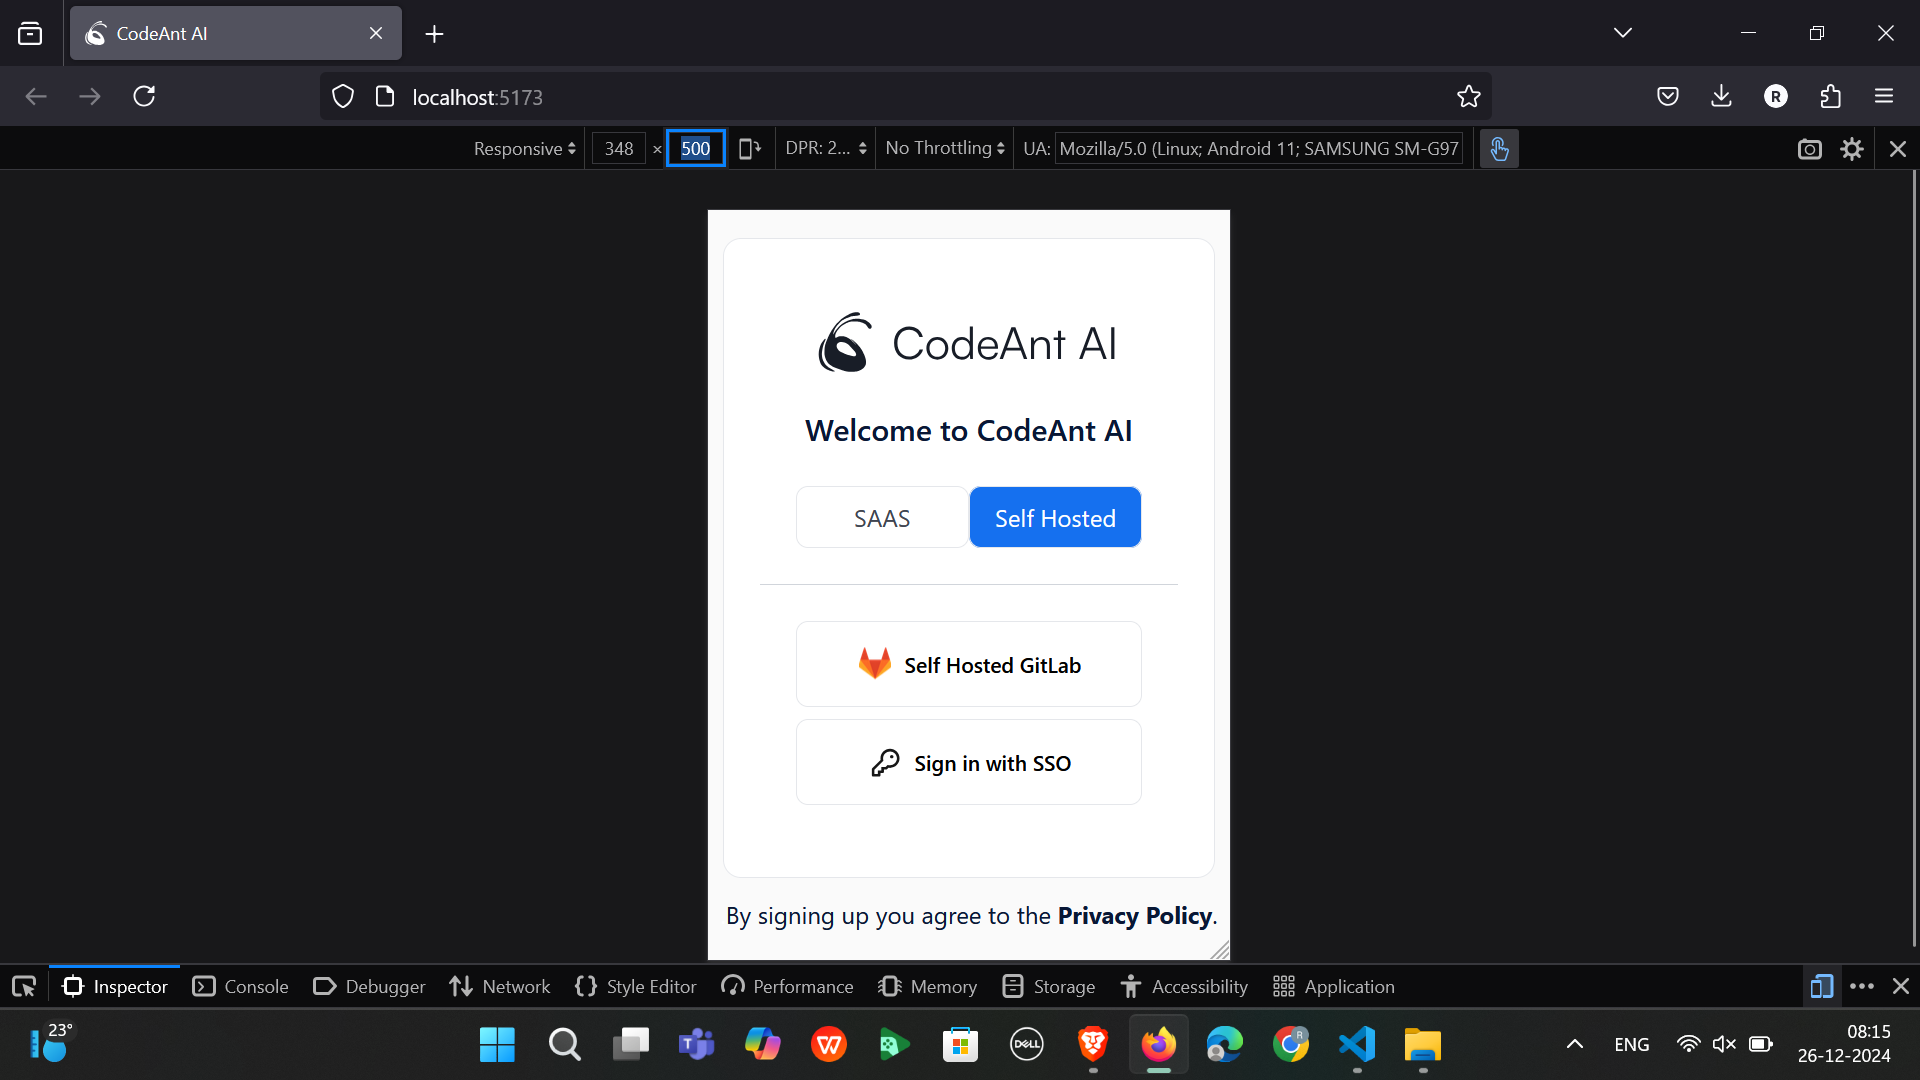 CodeAnt AI
localhost:5173
Responsive 348 × 500 DPR: 2... No Throttling UA: Mozilla/5.0 (Linux; Android 11; SAMSUNG SM-G97
CodeAnt AI
Welcome to CodeAnt AI
SAAS Self Hosted
Self Hosted GitLab
Sign in with SSO
By signing up you agree to the Privacy Policy.
Inspector Console Debugger Network Style Editor Performance Memory Storage Accessibility Application
23°
ENG
08:15
26-12-2024
R
DELL
R